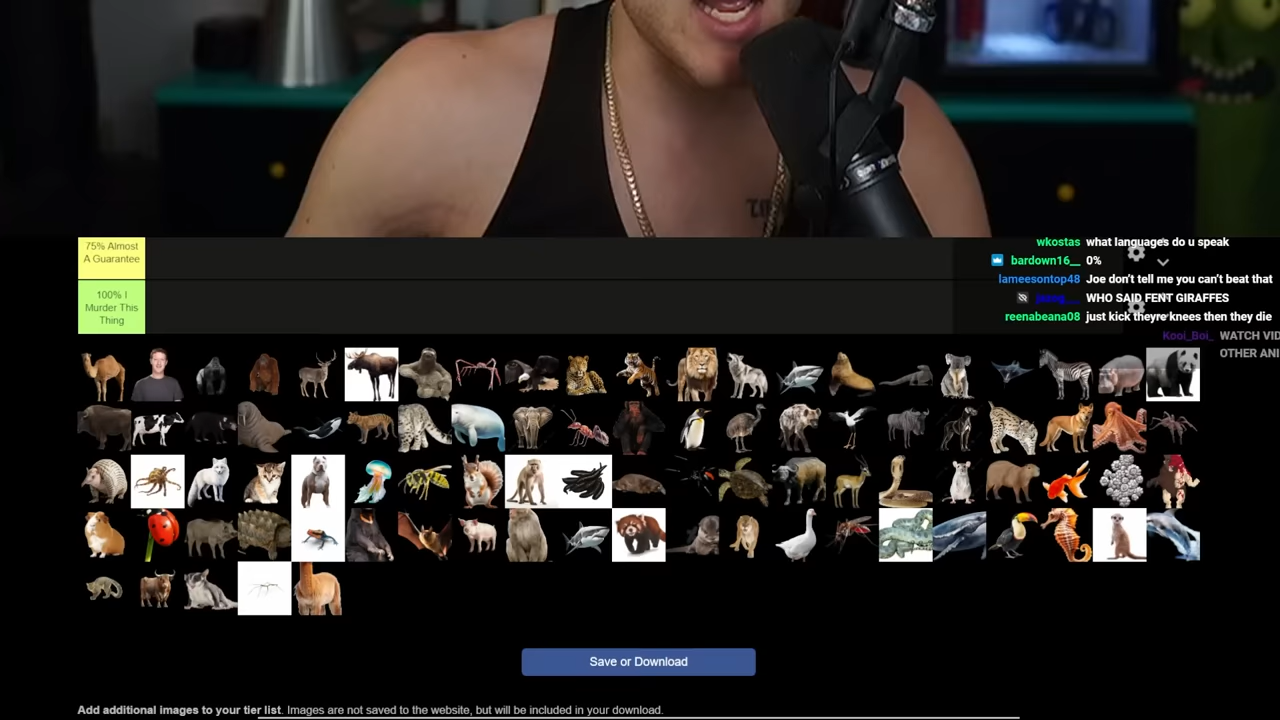 75% Almost
A Guarantee
100% I
Murder This
Thing
wkostas what languages do u speak
bardown16__ 0%
lameesontop48 Joe don't tell me you can't beat that
WHO SAID FENT GIRAFFES
reenabeana08 just kick theyre knees then they die
Kooi_Boi_ WATCH VID
OTHER ANI
Save or Download
Add additional images to your tier list. Images are not saved to the website, but will be included in your download.